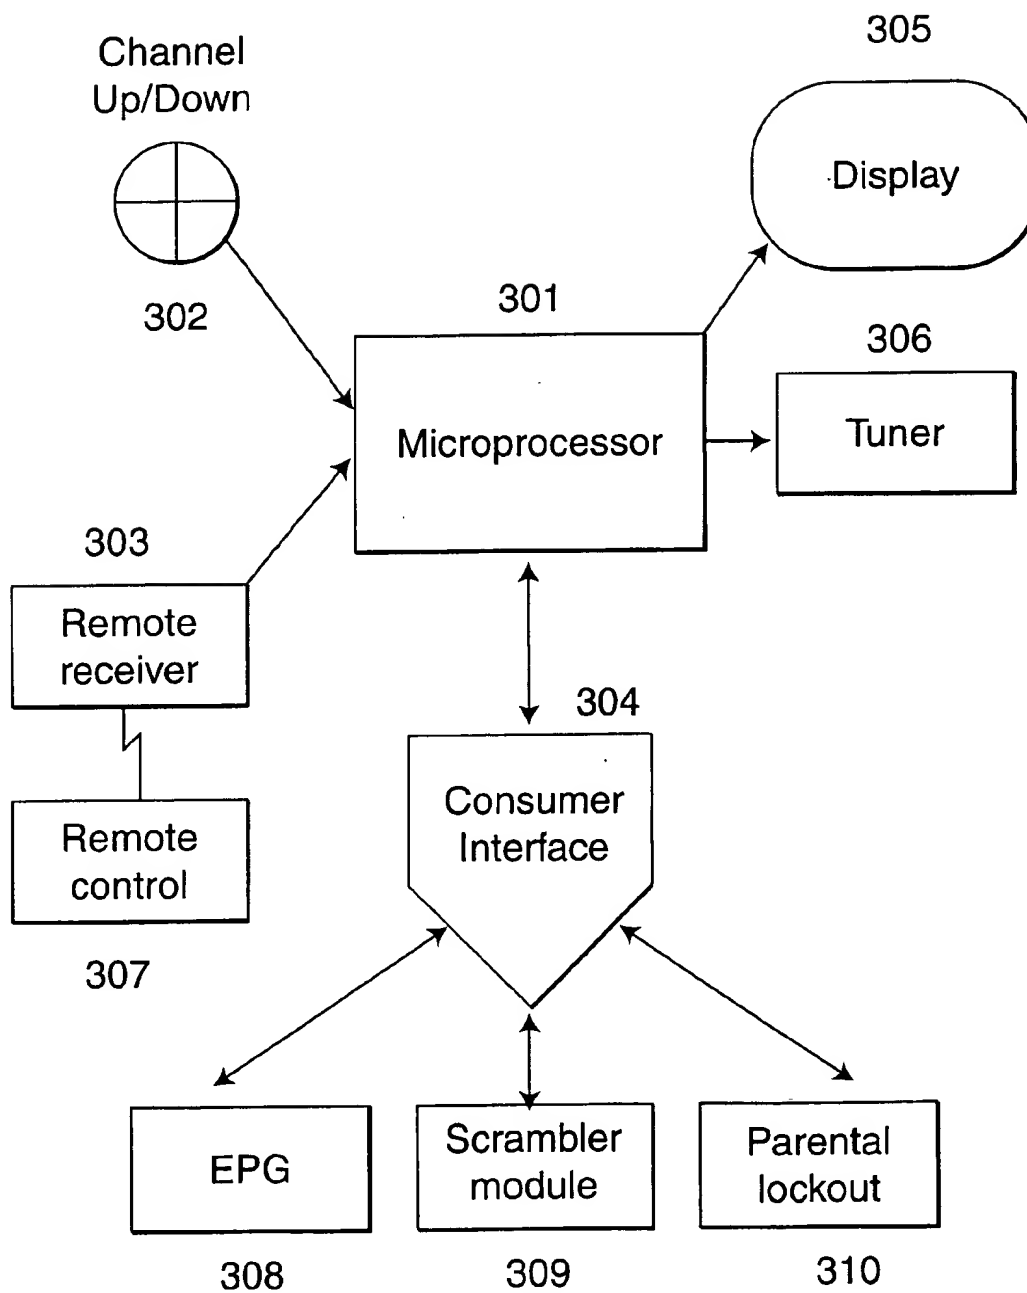 305
Channel
Up/Down
Display
302
301
306
Microprocessor
Tuner
303
Remote
receiver
304
Consumer
Interface
Remote
control
307
EPG
Scrambler
module
Parental
lockout
308
309
310